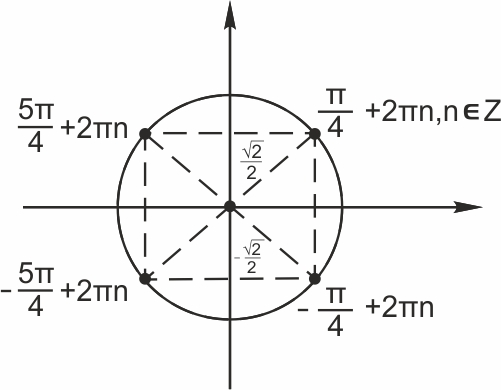 5π/4 +2πn
π/4 +2πn,n∈Z
√2/2
-√2/2
- 5π/4 +2πn
- π/4 +2πn